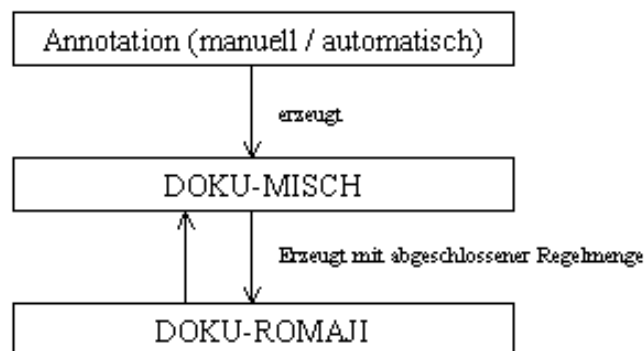 Annotation (manuell / automatisch)
erzeugt
DOKU-MISCH
Erzeugt mit abgeschlossener Regelmenge
DOKU-ROMAJI